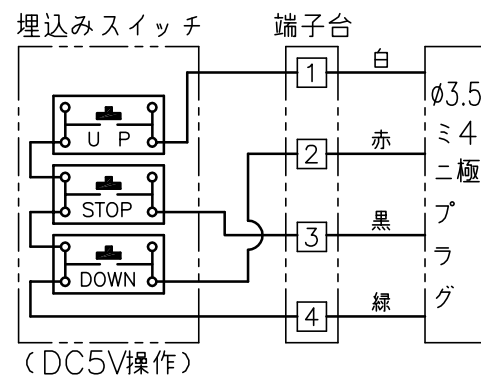 埋込みスイッチ
端子台
UP
STOP
DOWN
(DC5V操作)
1
2
3
4
白
赤
黒
緑
φ3.5
ミニ
4極
プラグ